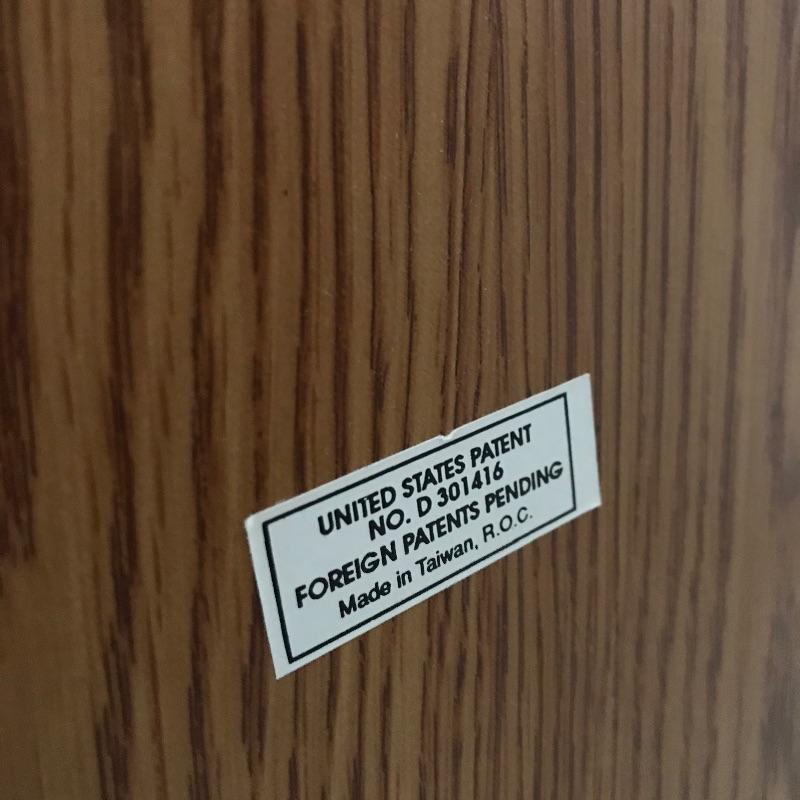 UNITED STATES PATENT
NO. D 301416
FOREIGN PATENTS PENDING
Made in Taiwan, R.O.C.